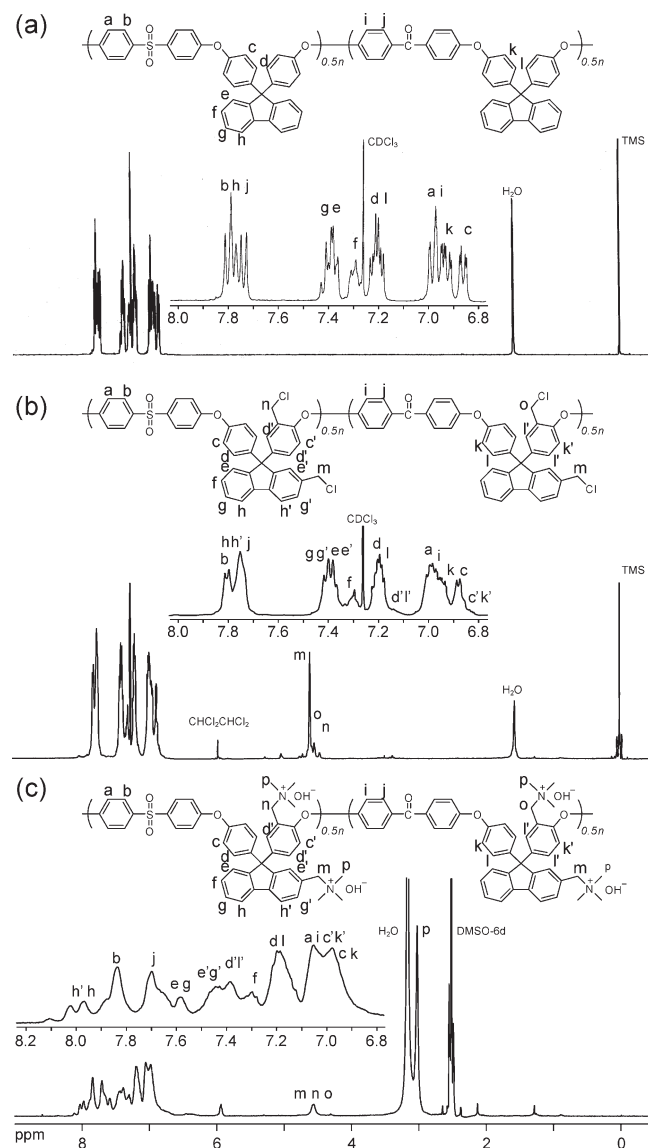 (a)
a b
i j
O S O O O 0.5n C O O O 0.5n
c d
k l
e
f
g h
CDCl₃
TMS
H₂O
b h j
g e
f
d l
a i
k
c
8.0 7.8 7.6 7.4 7.2 7.0 6.8
(b)
Cl Cl
a b n i j o
O S O O O 0.5n C O O O 0.5n
d' c' l' k'
c d k l
e d'' e' m l' m
f Cl Cl
g h h' g'
CDCl₃
TMS
h h' j
b
g g' e e'
f
d
l
d' l'
a i
k c
c' k'
8.0 7.8 7.6 7.4 7.2 7.0 6.8
m
o
n
CHCl₂CHCl₂
H₂O
(c)
p N⁺ OH⁻ p N⁺ OH⁻
a b n i j o
O S O O O 0.5n C O O O 0.5n
d' c' l' k'
c d k l
e d'' e' m p l' m p
f N⁺ OH⁻ N⁺ OH⁻
g h h' g'
H₂O
p
DMSO-6d
h' h
b
j
e g
e' g'
d' l'
f
d l
a i c' k'
c k
8.2 8.0 7.8 7.6 7.4 7.2 7.0 6.8
m n o
ppm 8 6 4 2 0